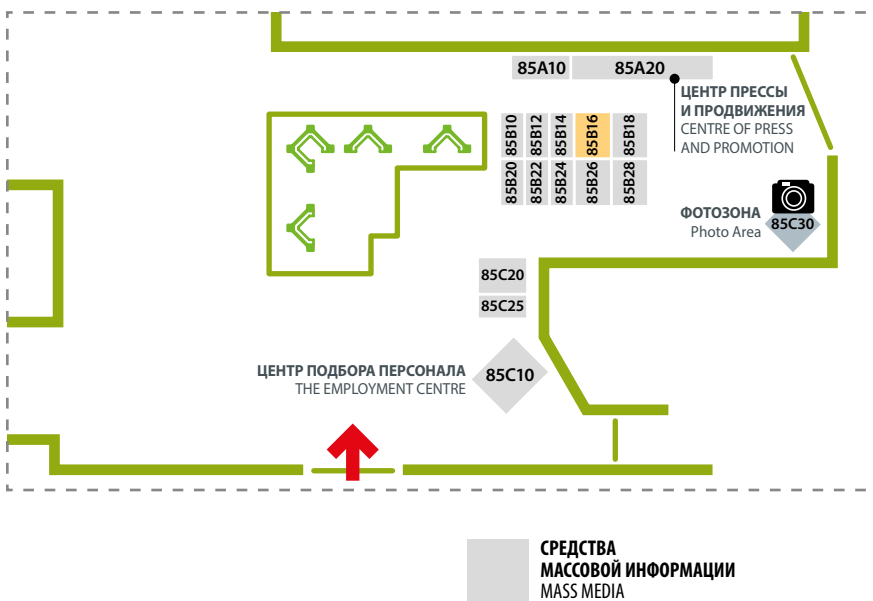 85A10
85A20
ЦЕНТР ПРЕССЫ
И ПРОДВИЖЕНИЯ
CENTRE OF PRESS
AND PROMOTION
85B10
85B12
85B14
85B16
85B18
85B20
85B22
85B24
85B26
85B28
ФОТОЗОНА
Photo Area
85C30
85C20
85C25
ЦЕНТР ПОДБОРА ПЕРСОНАЛА
THE EMPLOYMENT CENTRE
85C10
СРЕДСТВА
МАССОВОЙ ИНФОРМАЦИИ
MASS MEDIA